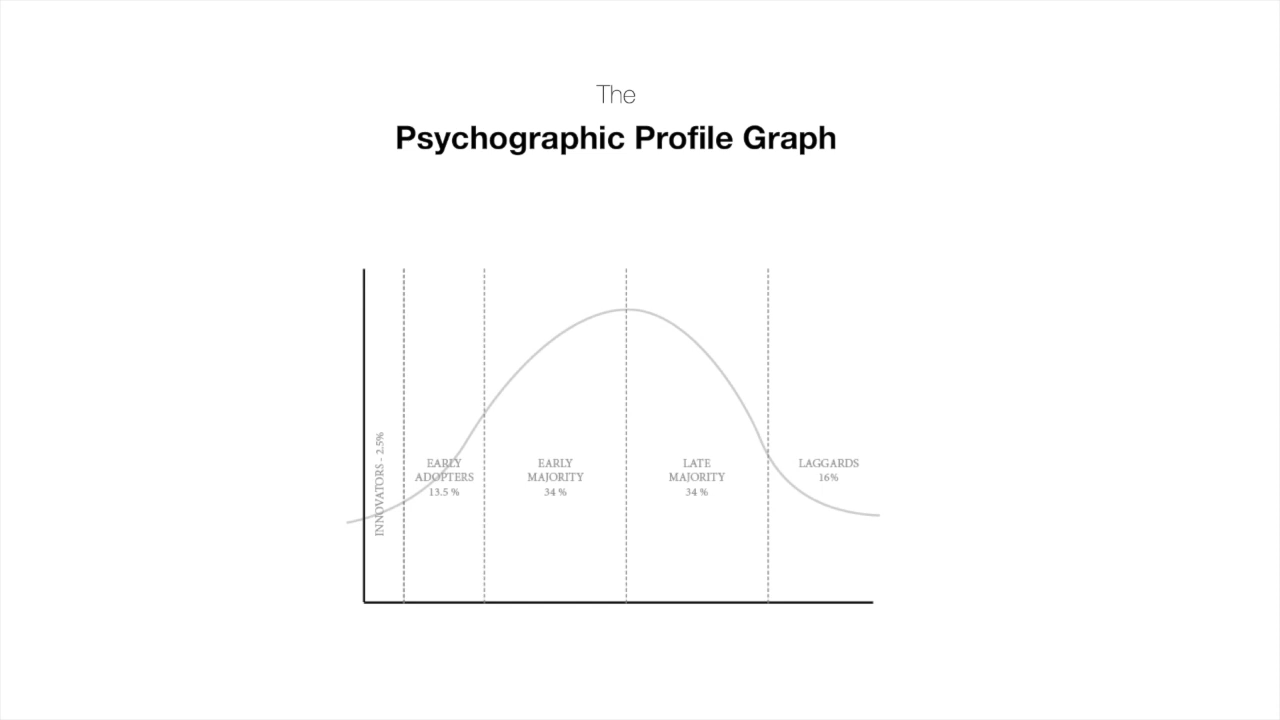 The
Psychographic Profile Graph
INNOVATORS - 2.5%
EARLY
ADOPTERS
13.5 %
EARLY
MAJORITY
34 %
LATE
MAJORITY
34 %
LAGGARDS
16%